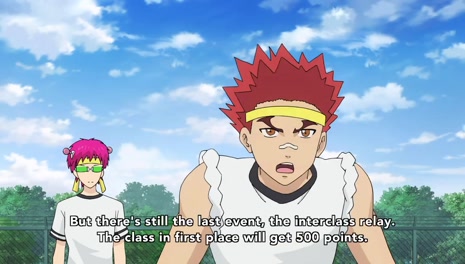 But there's still the last event, the interclass relay.
The class in first place will get 500 points.